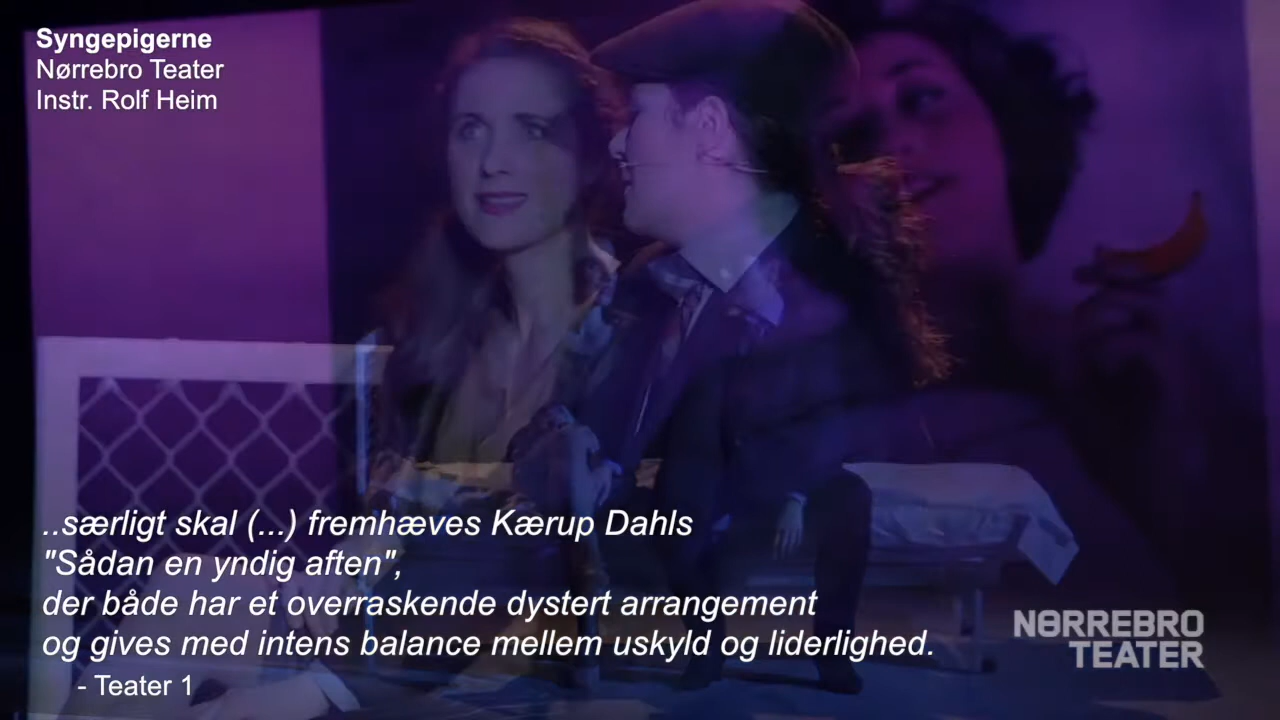 Syngepigerne
Nørrebro Teater
Instr. Rolf Heim
..særligt skal (...) fremhæves Kærup Dahls
"Sådan en yndig aften",
der både har et overraskende dystert arrangement
og gives med intens balance mellem uskyld og liderlighed.
- Teater 1
NØRREBRO
TEATER